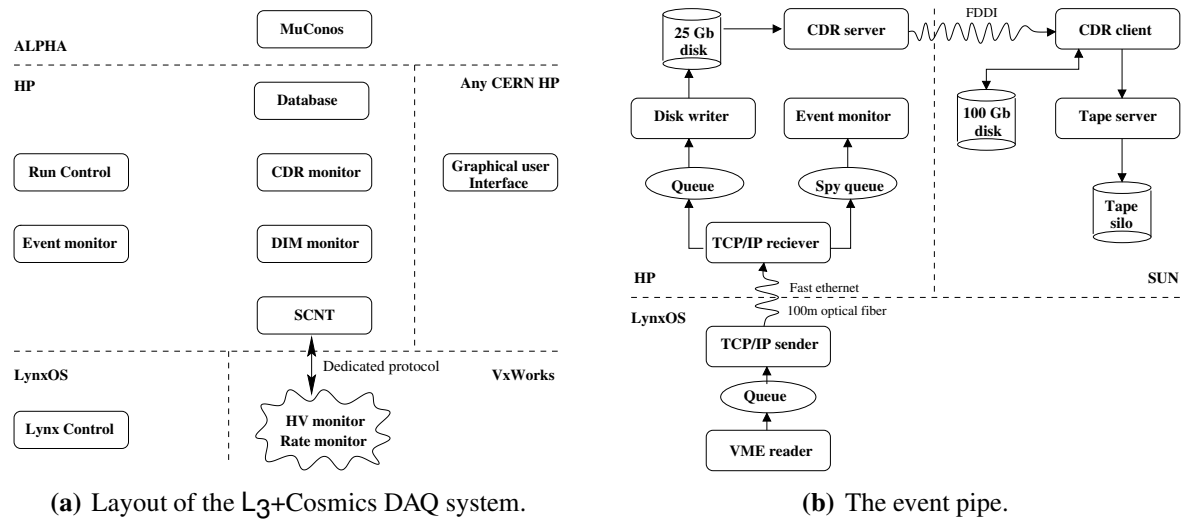 MuConos
ALPHA
HP
Any CERN HP
Database
Run Control
CDR monitor
Graphical user
Interface
Event monitor
DIM monitor
SCNT
Dedicated protocol
LynxOS
VxWorks
Lynx Control
HV monitor
Rate monitor
(a) Layout of the L3+Cosmics DAQ system.
25 Gb
disk
CDR server
FDDI
CDR client
Disk writer
Event monitor
100 Gb
disk
Tape server
Queue
Spy queue
Tape
silo
TCP/IP reciever
HP
Fast ethernet
SUN
LynxOS
100m optical fiber
TCP/IP sender
Queue
VME reader
(b) The event pipe.